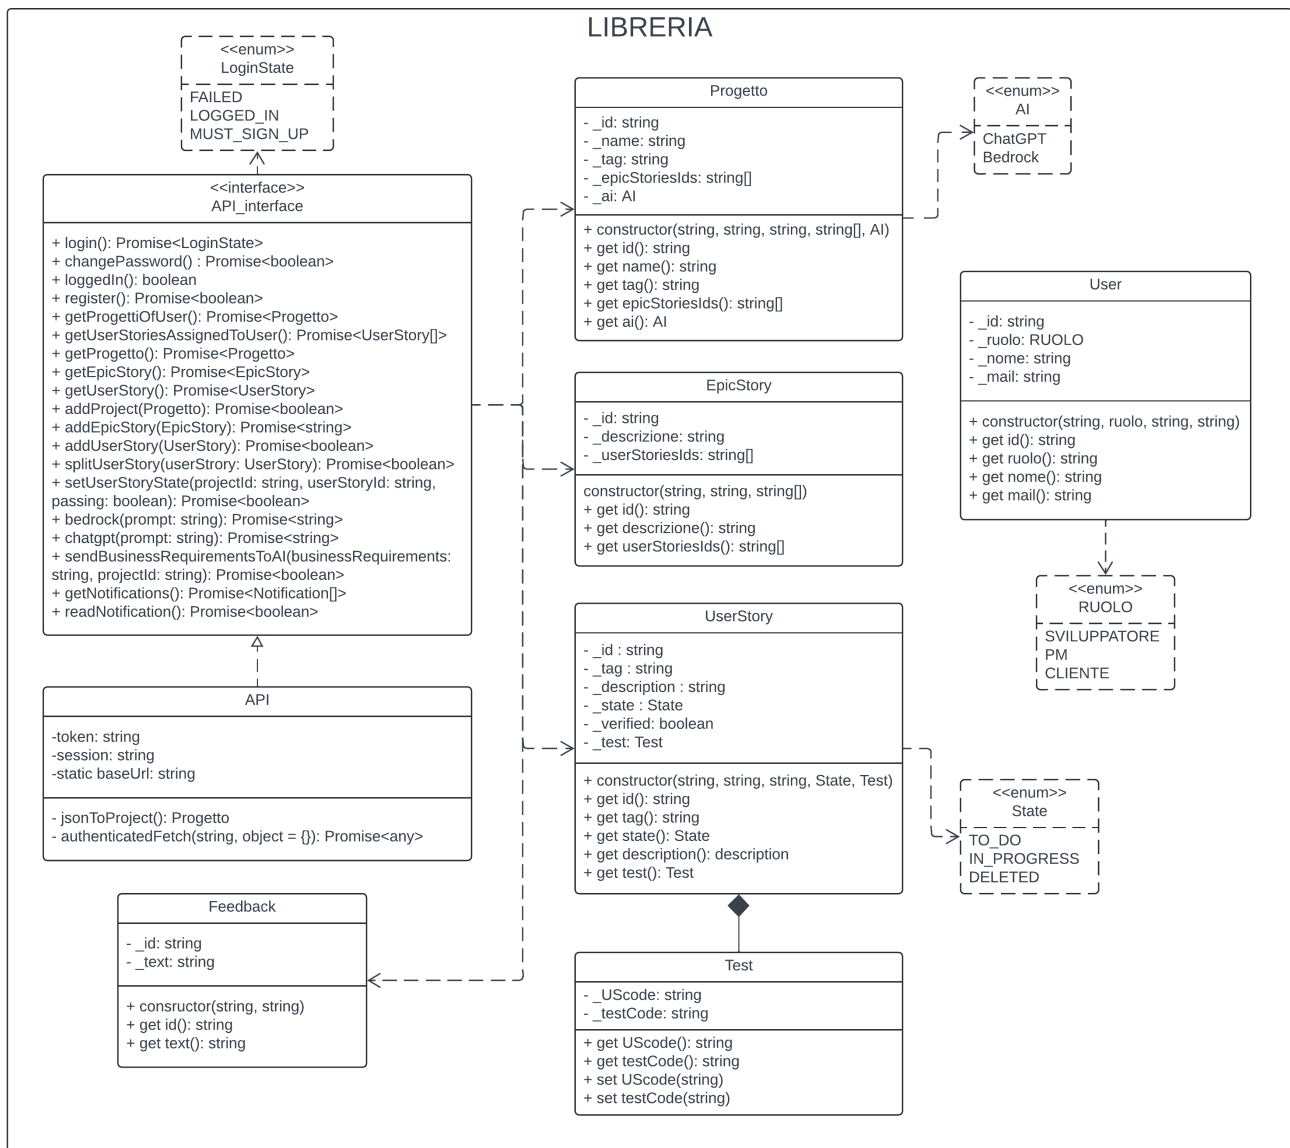 LIBRERIA
<<enum>>
LoginState
FAILED
LOGGED_IN
MUST_SIGN_UP
<<interface>>
API_interface
+ login(): Promise<LoginState>
+ changePassword() : Promise<boolean>
+ loggedIn(): boolean
+ register(): Promise<boolean>
+ getProgettiOfUser(): Promise<Progetto>
+ getUserStoriesAssignedToUser(): Promise<UserStory[]>
+ getProgetto(): Promise<Progetto>
+ getEpicStory(): Promise<EpicStory>
+ getUserStory(): Promise<UserStory>
+ addProject(Progetto): Promise<boolean>
+ addEpicStory(EpicStory): Promise<string>
+ addUserStory(UserStory): Promise<boolean>
+ splitUserStory(userStrory: UserStory): Promise<boolean>
+ setUserStoryState(projectId: string, userStoryId: string,
passing: boolean): Promise<boolean>
+ bedrock(prompt: string): Promise<string>
+ chatgpt(prompt: string): Promise<string>
+ sendBusinessRequirementsToAI(businessRequirements:
string, projectId: string): Promise<boolean>
+ getNotifications(): Promise<Notification[]>
+ readNotification(): Promise<boolean>
API
-token: string
-session: string
-static baseUrl: string
- jsonToProject(): Progetto
- authenticatedFetch(string, object = {}): Promise<any>
Feedback
- _id: string
- _text: string
+ consructor(string, string)
+ get id(): string
+ get text(): string
Progetto
- _id: string
- _name: string
- _tag: string
- _epicStoriesIds: string[]
- _ai: AI
+ constructor(string, string, string, string[], AI)
+ get id(): string
+ get name(): string
+ get tag(): string
+ get epicStoriesIds(): string[]
+ get ai(): AI
EpicStory
- _id: string
- _descrizione: string
- _userStoriesIds: string[]
constructor(string, string, string[])
+ get id(): string
+ get descrizione(): string
+ get userStoriesIds(): string[]
UserStory
- _id : string
- _tag : string
- _description : string
- _state : State
- _verified: boolean
- _test: Test
+ constructor(string, string, string, State, Test)
+ get id(): string
+ get tag(): string
+ get state(): State
+ get description(): description
+ get test(): Test
Test
- _UScode: string
- _testCode: string
+ get UScode(): string
+ get testCode(): string
+ set UScode(string)
+ set testCode(string)
<<enum>>
AI
ChatGPT
Bedrock
User
- _id: string
- _ruolo: RUOLO
- _nome: string
- _mail: string
+ constructor(string, ruolo, string, string)
+ get id(): string
+ get ruolo(): string
+ get nome(): string
+ get mail(): string
<<enum>>
RUOLO
SVILUPPATORE
PM
CLIENTE
<<enum>>
State
TO_DO
IN_PROGRESS
DELETED